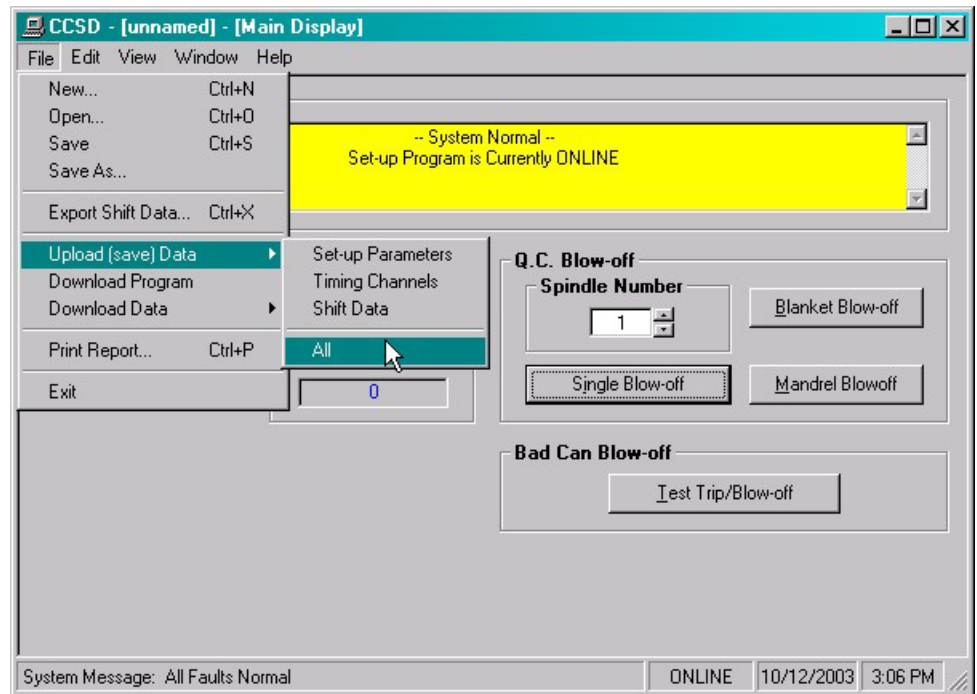 CCSD - [unnamed] - [Main Display]
File Edit View Window Help
New... Ctrl+N
Open... Ctrl+O
Save Ctrl+S
Save As...
Export Shift Data... Ctrl+X
Upload (save) Data
Download Program
Download Data
Print Report... Ctrl+P
Exit
Set-up Parameters
Timing Channels
Shift Data
All
-- System Normal --
Set-up Program is Currently ONLINE
0
Q.C. Blow-off
Spindle Number
1
Blanket Blow-off
Single Blow-off
Mandrel Blowoff
Bad Can Blow-off
Test Trip/Blow-off
System Message: All Faults Normal
ONLINE
10/12/2003
3:06 PM